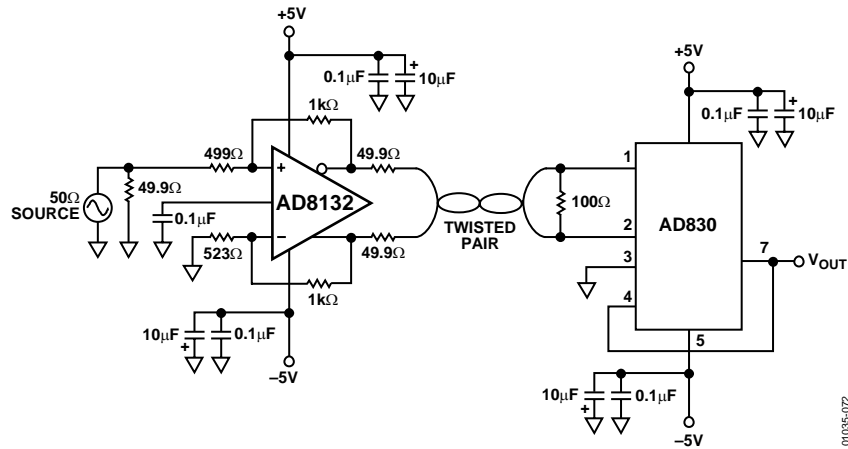 +5V
0.1μF
10μF
+
1kΩ
499Ω
49.9Ω
50Ω
SOURCE
49.9Ω
0.1μF
+
AD8132
−
523Ω
49.9Ω
1kΩ
10μF
+
0.1μF
−5V
TWISTED
PAIR
100Ω
+5V
0.1μF
10μF
+
1
2
3
4
AD830
7
VOUT
5
10μF
+
0.1μF
−5V
01035-072